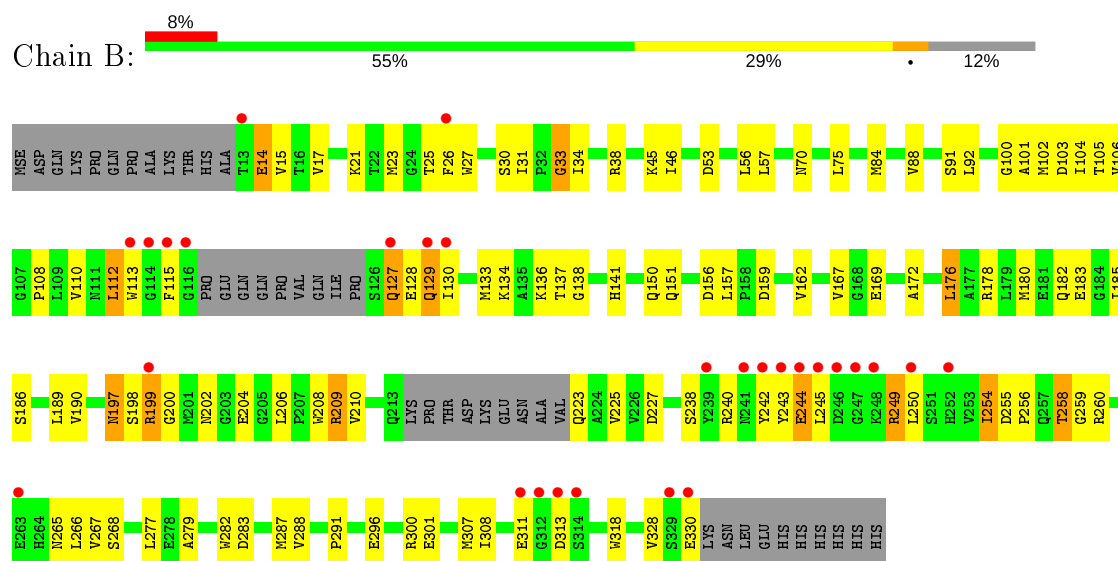 8%
Chain B:
55% 29% • 12%
MSE ASP GLN LYS PRO GLN PRO ALA LYS THR HIS ALA T13 E14 V15 T16 V17 K21 T22 M23 G24 T25 F26 W27 S30 I31 P32 G33 I34 R38 K45 I46 D53 L56 L57 N70 L75 M84 V88 S91 L92 G100 A101 M102 D103 I104 T105 V106
G107 P108 L109 V110 N111 L112 W113 G114 F115 G116 PRO GLU GLN GLN PRO VAL GLN ILE PRO S126 Q127 E128 Q129 I130 M133 K134 A135 K136 T137 G138 H141 Q150 Q151 D156 L157 P158 D159 V162 V167 G168 E169 A172 L176 A177 R178 L179 M180 E181 Q182 E183 G184 I185
S186 L189 V190 N197 S198 R199 G200 M201 N202 G203 E204 G205 L206 P207 W208 R209 V210 Q213 LYS PRO THR ASP LYS GLU ASN ALA VAL Q223 A224 V225 V226 D227 S238 Y239 R240 N241 Y242 Y243 E244 L245 D246 G247 K248 R249 L250 S251 H252 V253 I254 D255 P256 Q257 T258 G259 R260
E263 H264 N265 L266 V267 S268 L277 E278 A279 W282 D283 M287 V288 P291 E296 R300 E301 M307 I308 E311 G312 D313 S314 W318 V328 S329 E330 LYS ASN LEU GLU HIS HIS HIS HIS HIS HIS